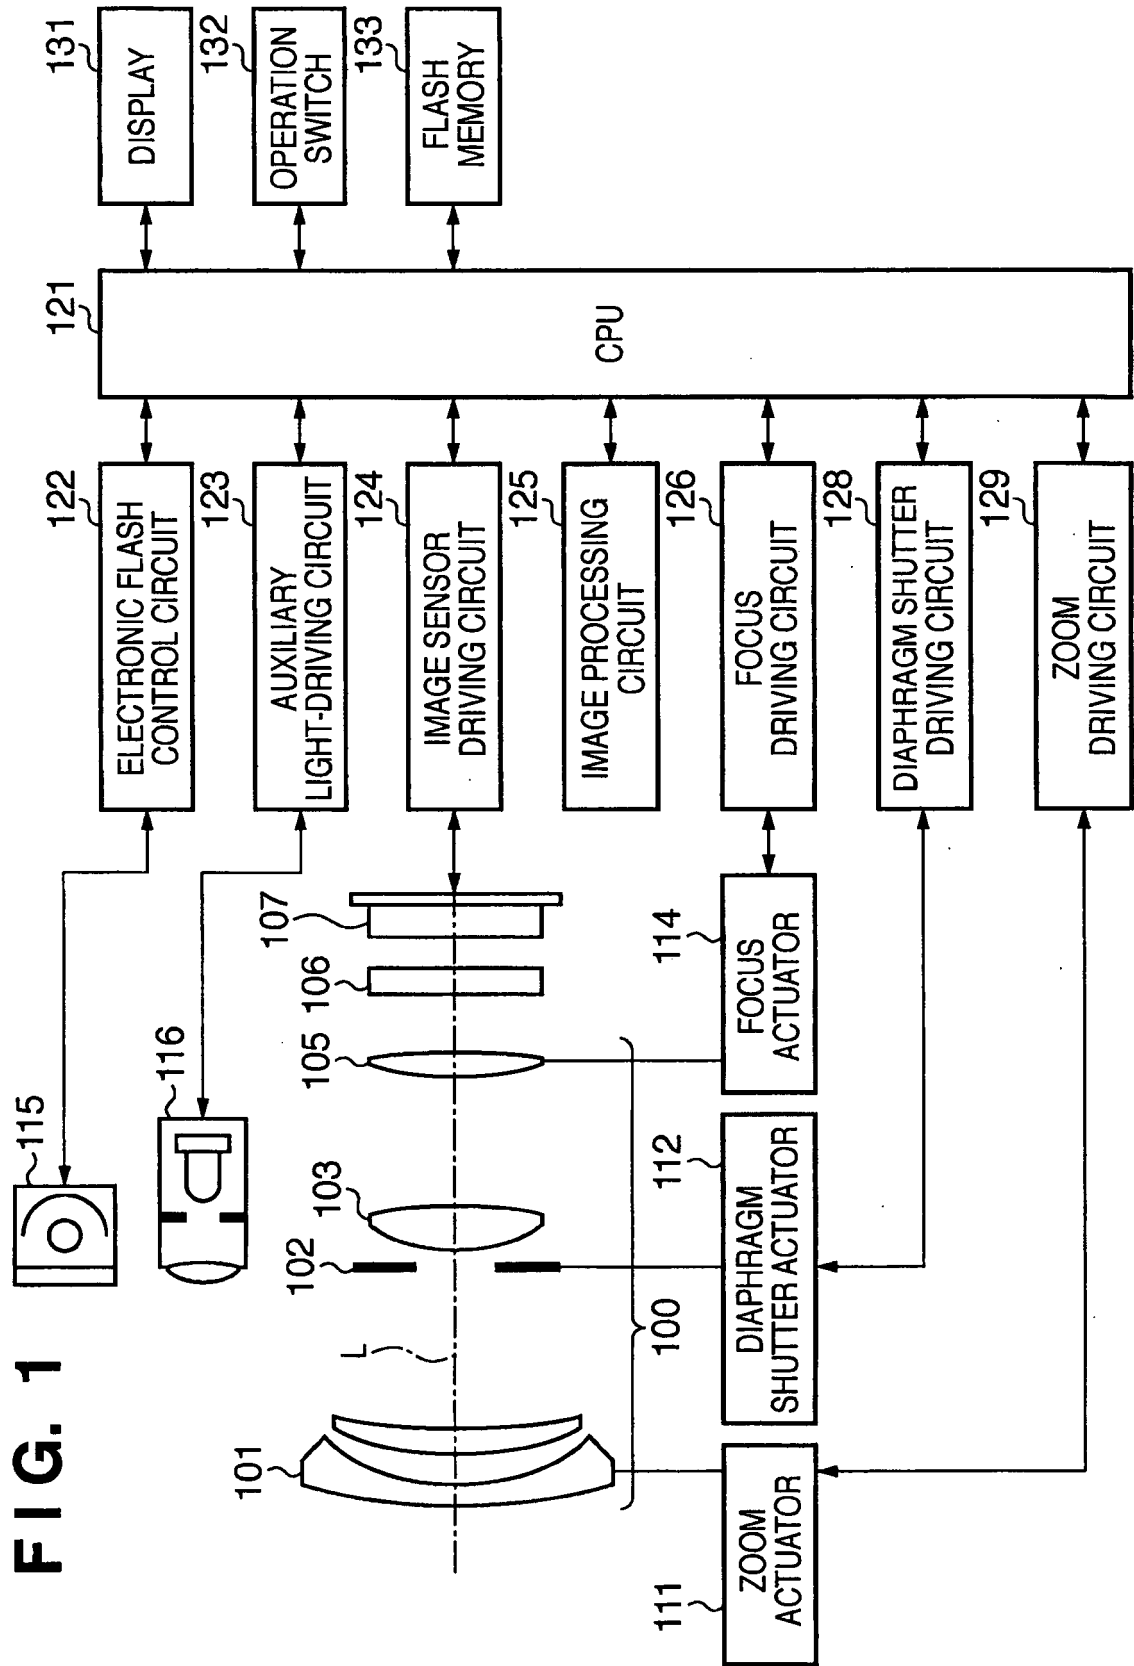 FIG. 1
115
116
101
L
102
103
105
106
107
100
111
ZOOM
ACTUATOR
112
DIAPHRAGM
SHUTTER ACTUATOR
114
FOCUS
ACTUATOR
122
ELECTRONIC FLASH
CONTROL CIRCUIT
123
AUXILIARY
LIGHT-DRIVING CIRCUIT
124
IMAGE SENSOR
DRIVING CIRCUIT
125
IMAGE PROCESSING
CIRCUIT
126
FOCUS
DRIVING CIRCUIT
128
DIAPHRAGM SHUTTER
DRIVING CIRCUIT
129
ZOOM
DRIVING CIRCUIT
121
CPU
131
DISPLAY
132
OPERATION
SWITCH
133
FLASH
MEMORY